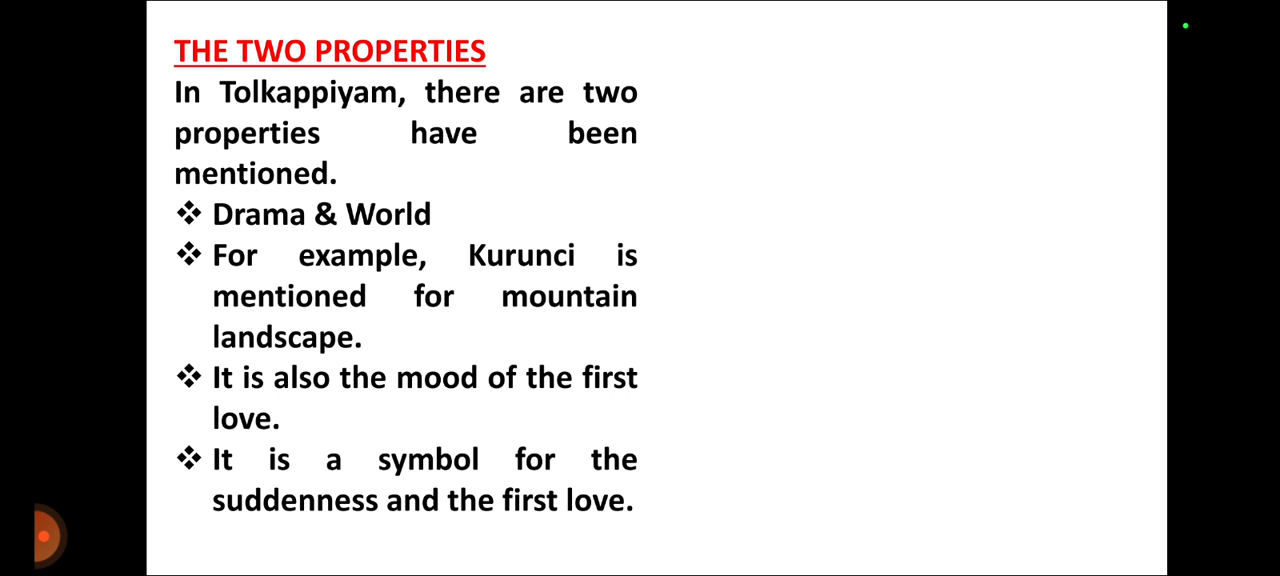 THE TWO PROPERTIES
In Tolkappiyam, there are two
properties have been
mentioned.
❖ Drama & World
❖ For example, Kurunci is
mentioned for mountain
landscape.
❖ It is also the mood of the first
love.
❖ It is a symbol for the
suddenness and the first love.